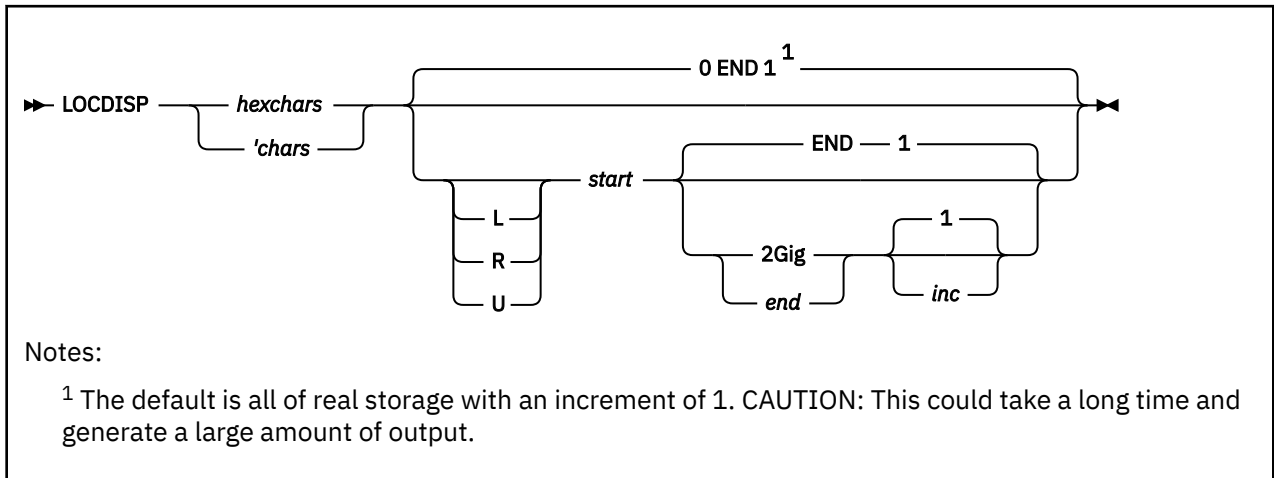 0 END 1 1
LOCDISP hexchars
'chars
END 1
start
L
1
R
2Gig
U
end
inc
Notes:
1 The default is all of real storage with an increment of 1. CAUTION: This could take a long time and
generate a large amount of output.